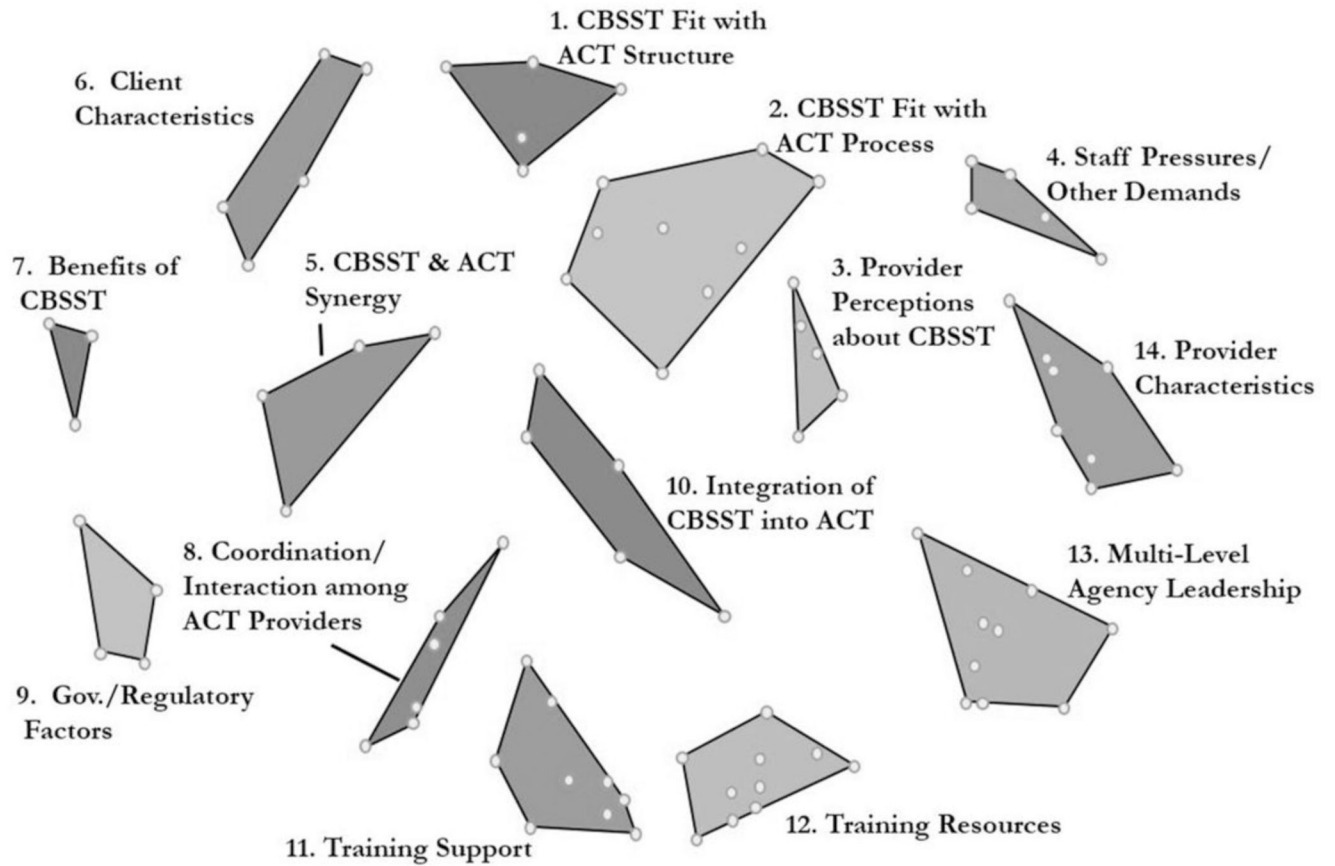 1. CBSST Fit with
ACT Structure
6. Client
Characteristics
2. CBSST Fit with
ACT Process
4. Staff Pressures/
Other Demands
7. Benefits of
CBSST
5. CBSST & ACT
Synergy
3. Provider
Perceptions
about CBSST
14. Provider
Characteristics
10. Integration of
CBSST into ACT
8. Coordination/
Interaction among
ACT Providers
13. Multi-Level
Agency Leadership
9. Gov./Regulatory
Factors
11. Training Support
12. Training Resources